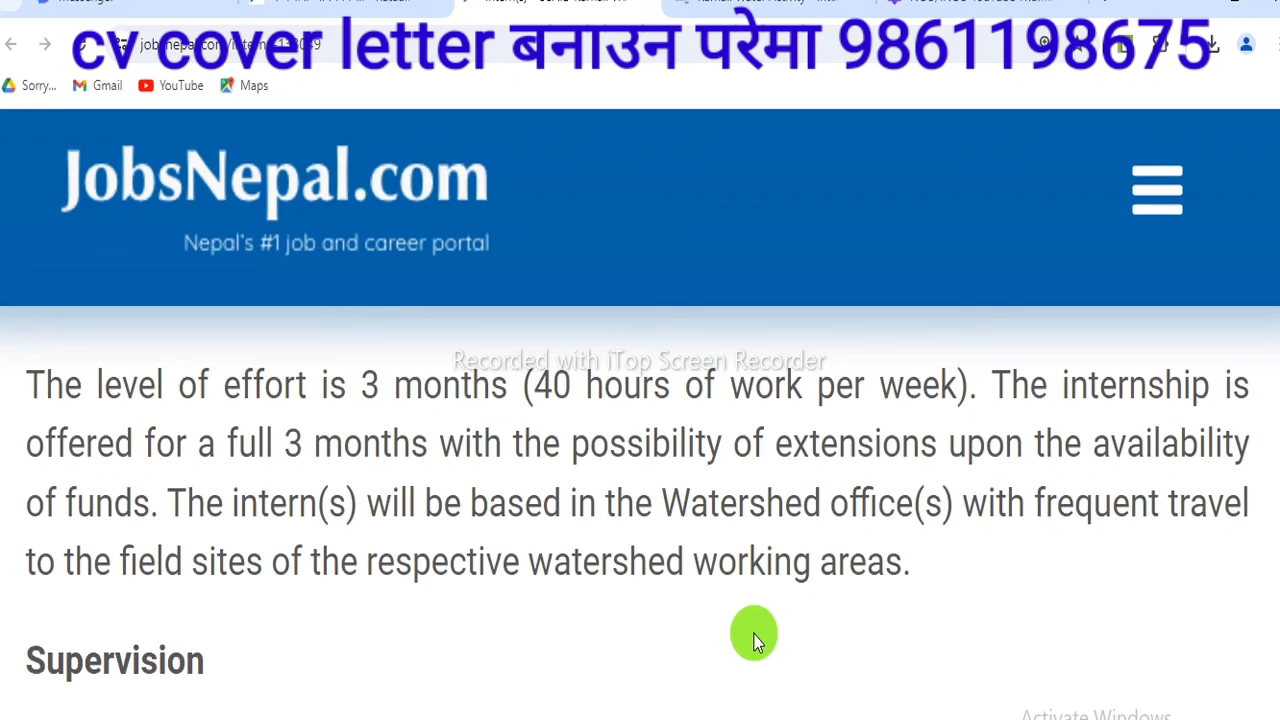 cv cover letter बनाउन परेमा 9861198675
Sorry... Gmail YouTube Maps
JobsNepal.com
Nepal's #1 job and career portal
Recorded with iTop Screen Recorder
The level of effort is 3 months (40 hours of work per week). The internship is
offered for a full 3 months with the possibility of extensions upon the availability
of funds. The intern(s) will be based in the Watershed office(s) with frequent travel
to the field sites of the respective watershed working areas.
Supervision
Activate Windows